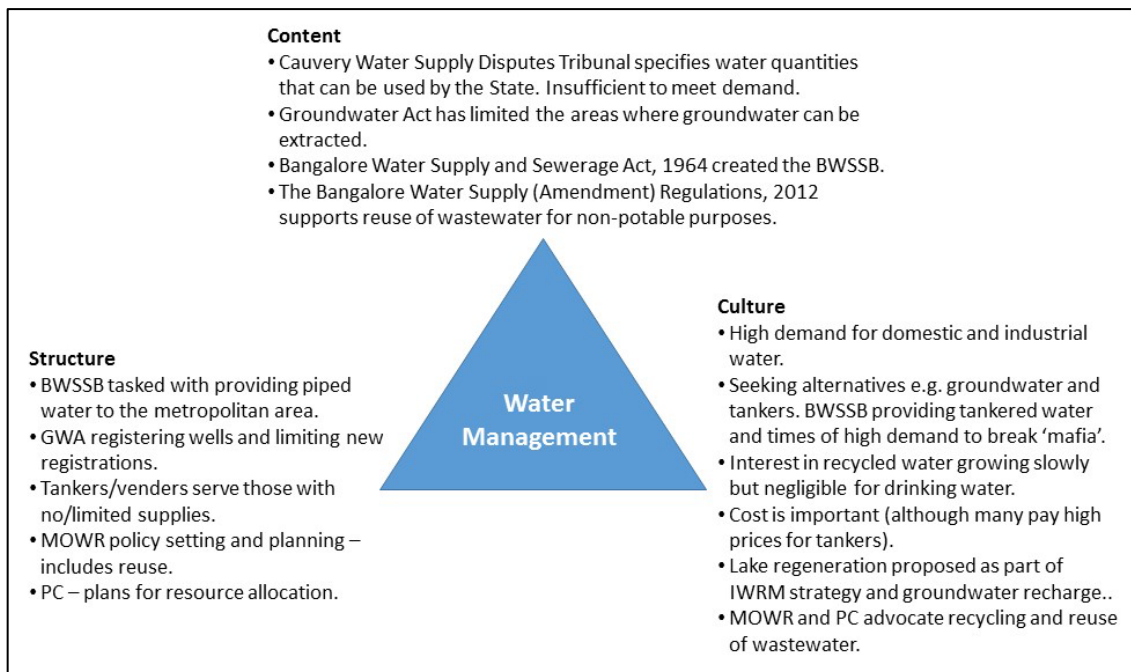 Content
• Cauvery Water Supply Disputes Tribunal specifies water quantities
that can be used by the State. Insufficient to meet demand.
• Groundwater Act has limited the areas where groundwater can be
extracted.
• Bangalore Water Supply and Sewerage Act, 1964 created the BWSSB.
• The Bangalore Water Supply (Amendment) Regulations, 2012
supports reuse of wastewater for non-potable purposes.
Structure
• BWSSB tasked with providing piped
water to the metropolitan area.
• GWA registering wells and limiting new
registrations.
• Tankers/venders serve those with
no/limited supplies.
• MOWR policy setting and planning –
includes reuse.
• PC – plans for resource allocation.
Water
Management
Culture
• High demand for domestic and industrial
water.
• Seeking alternatives e.g. groundwater and
tankers. BWSSB providing tankered water
and times of high demand to break ‘mafia’.
• Interest in recycled water growing slowly
but negligible for drinking water.
• Cost is important (although many pay high
prices for tankers).
• Lake regeneration proposed as part of
IWRM strategy and groundwater recharge..
• MOWR and PC advocate recycling and reuse
of wastewater.